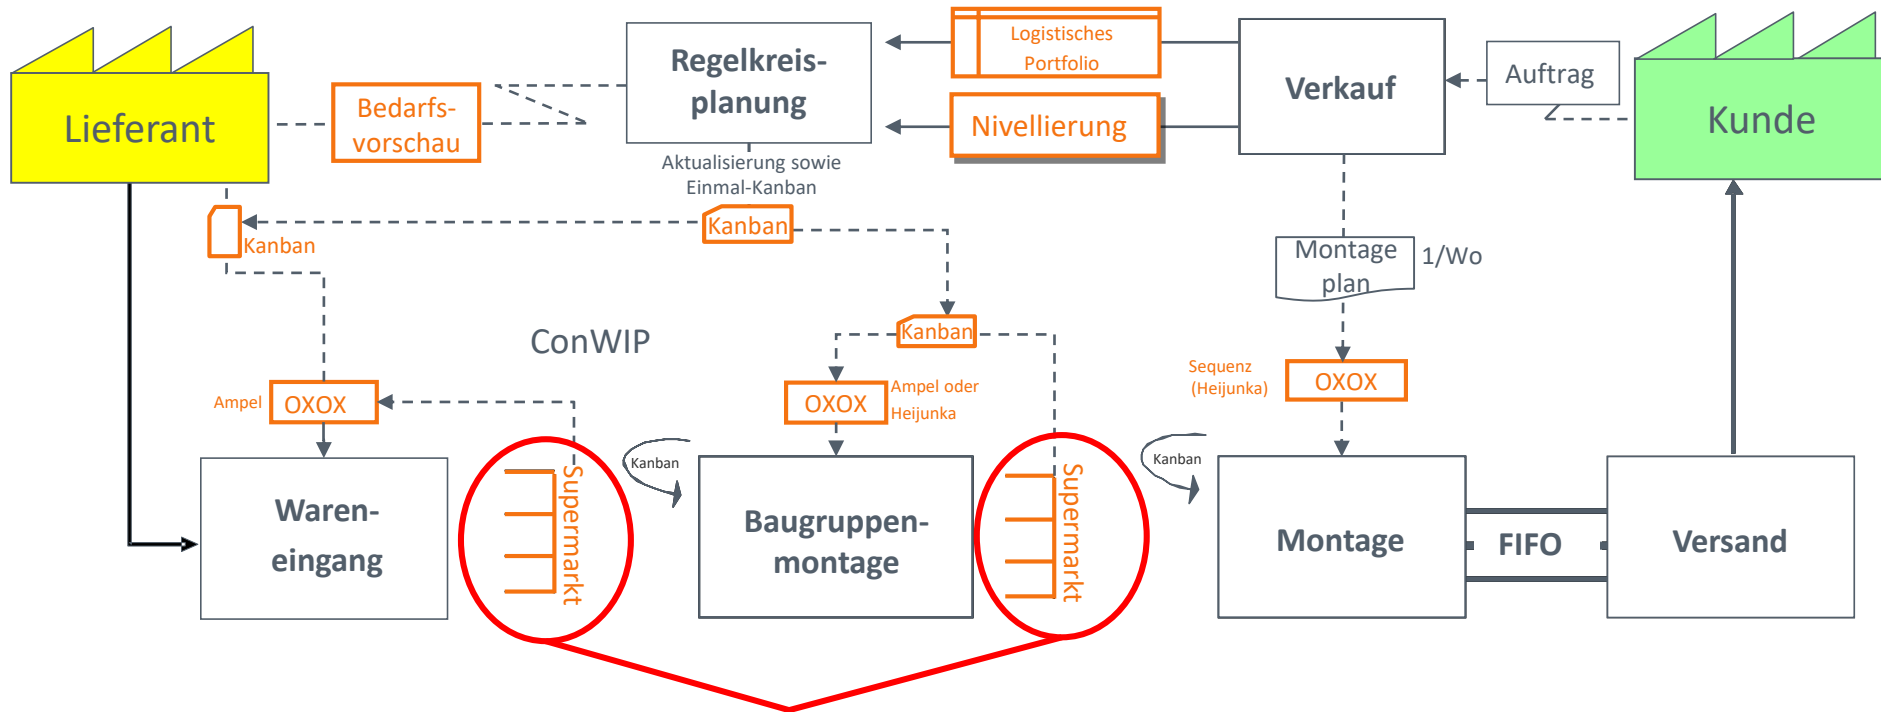 Lieferant
Bedarfs-
vorschau
Regelkreis-
planung
Logistisches
Portfolio
Nivellierung
Verkauf
Auftrag
Kunde
Aktualisierung sowie
Einmal-Kanban
Kanban
Kanban
Montage
plan
1/Wo
ConWIP
Kanban
Ampel
OXOX
OXOX
Ampel oder
Heijunka
Sequenz
(Heijunka)
OXOX
Waren-
eingang
Supermarkt
Kanban
Baugruppen-
montage
Supermarkt
Kanban
Montage
FIFO
Versand